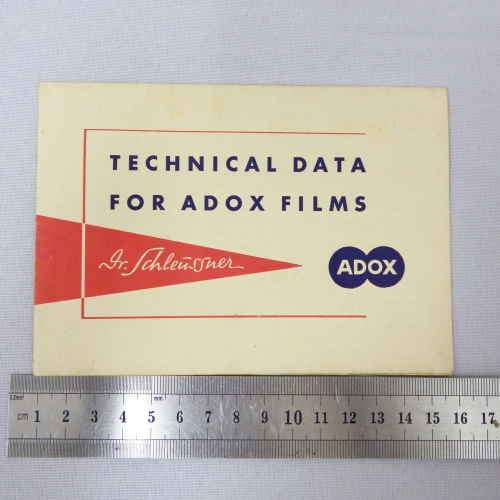 TECHNICAL DATA
FOR ADOX FILMS
Dr. Schleussner
ADOX
mm
cm 1 2 3 4 5 6 7 8 9 10 11 12 13 14 15 16 17